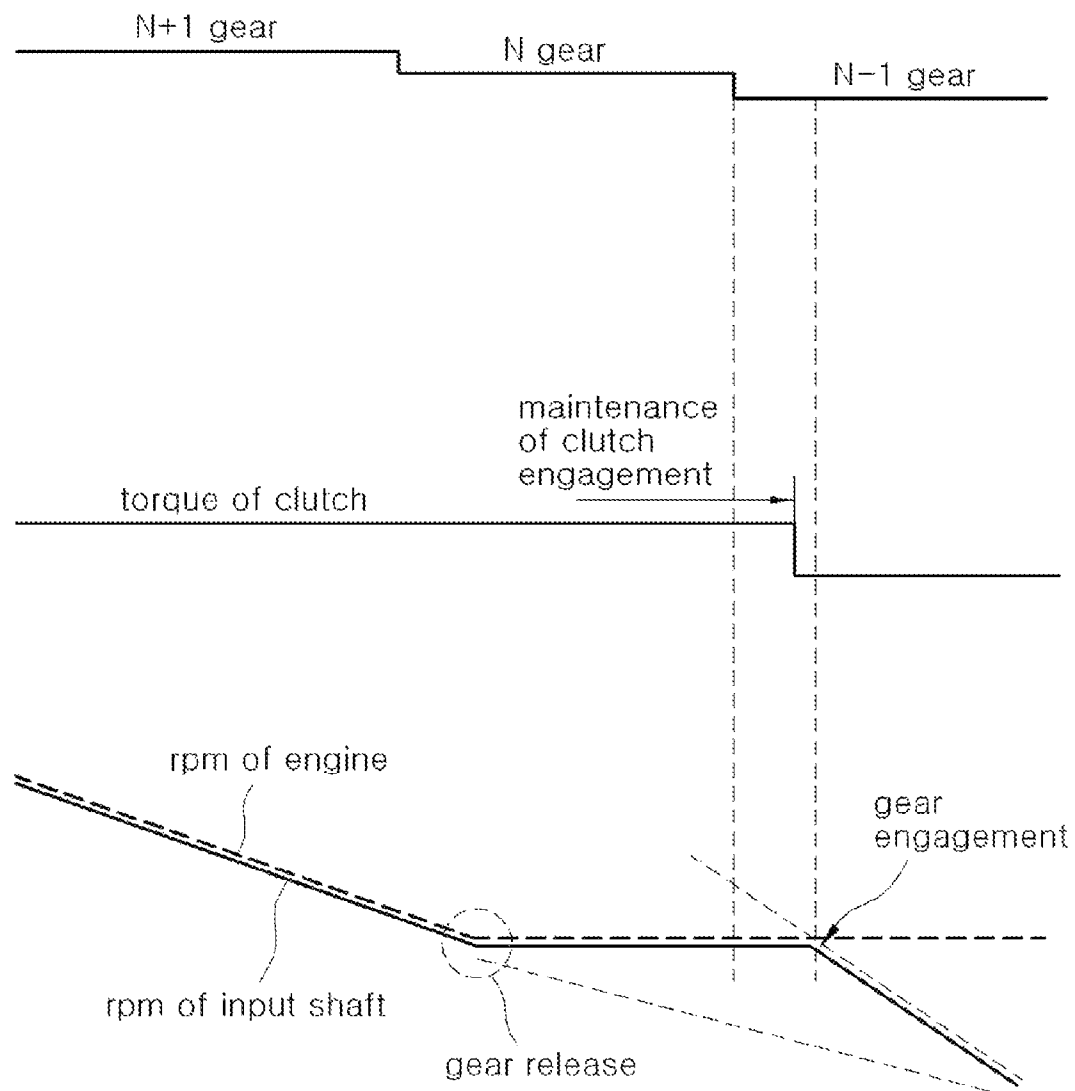 N+1 gear
N gear
N-1 gear
maintenance
of clutch
engagement
torque of clutch
rpm of engine
gear
engagement
rpm of input shaft
gear release